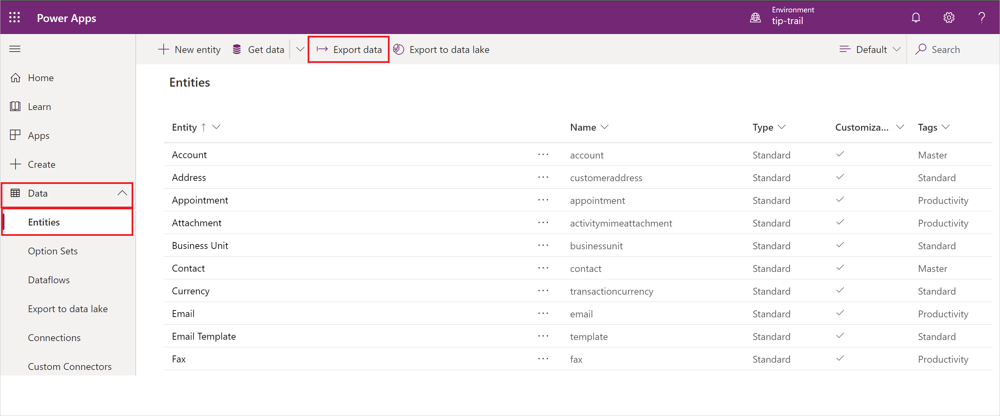 Power Apps
Environment
tip-trail
New entity Get data Export data Export to data lake Default Search
Home
Learn
Apps
Create
Data
Entities
Option Sets
Dataflows
Export to data lake
Connections
Custom Connectors
Entities
Entity Name Type Customiza... Tags
Account account Standard Master
Address customeraddress Standard Standard
Appointment appointment Standard Productivity
Attachment activitymimeattachment Standard Productivity
Business Unit businessunit Standard Standard
Contact contact Standard Master
Currency transactioncurrency Standard Standard
Email email Standard Productivity
Email Template template Standard Standard
Fax fax Standard Productivity